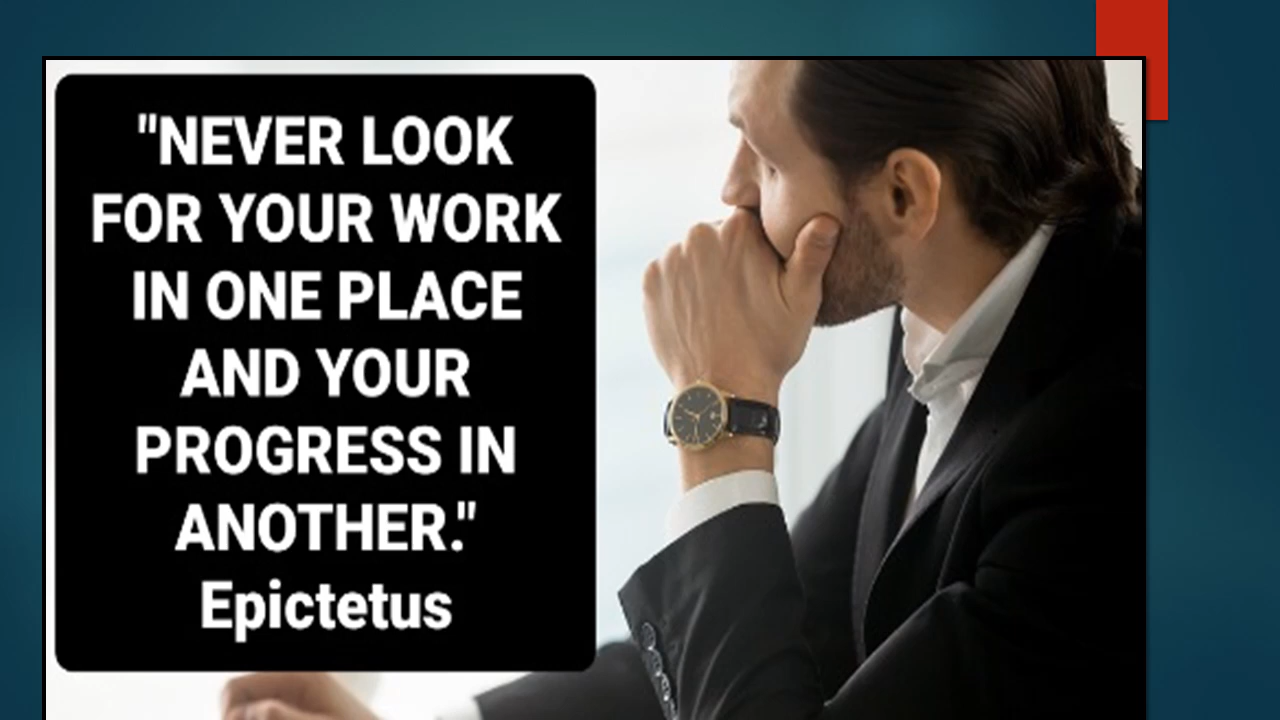 "NEVER LOOK
FOR YOUR WORK
IN ONE PLACE
AND YOUR
PROGRESS IN
ANOTHER."
Epictetus